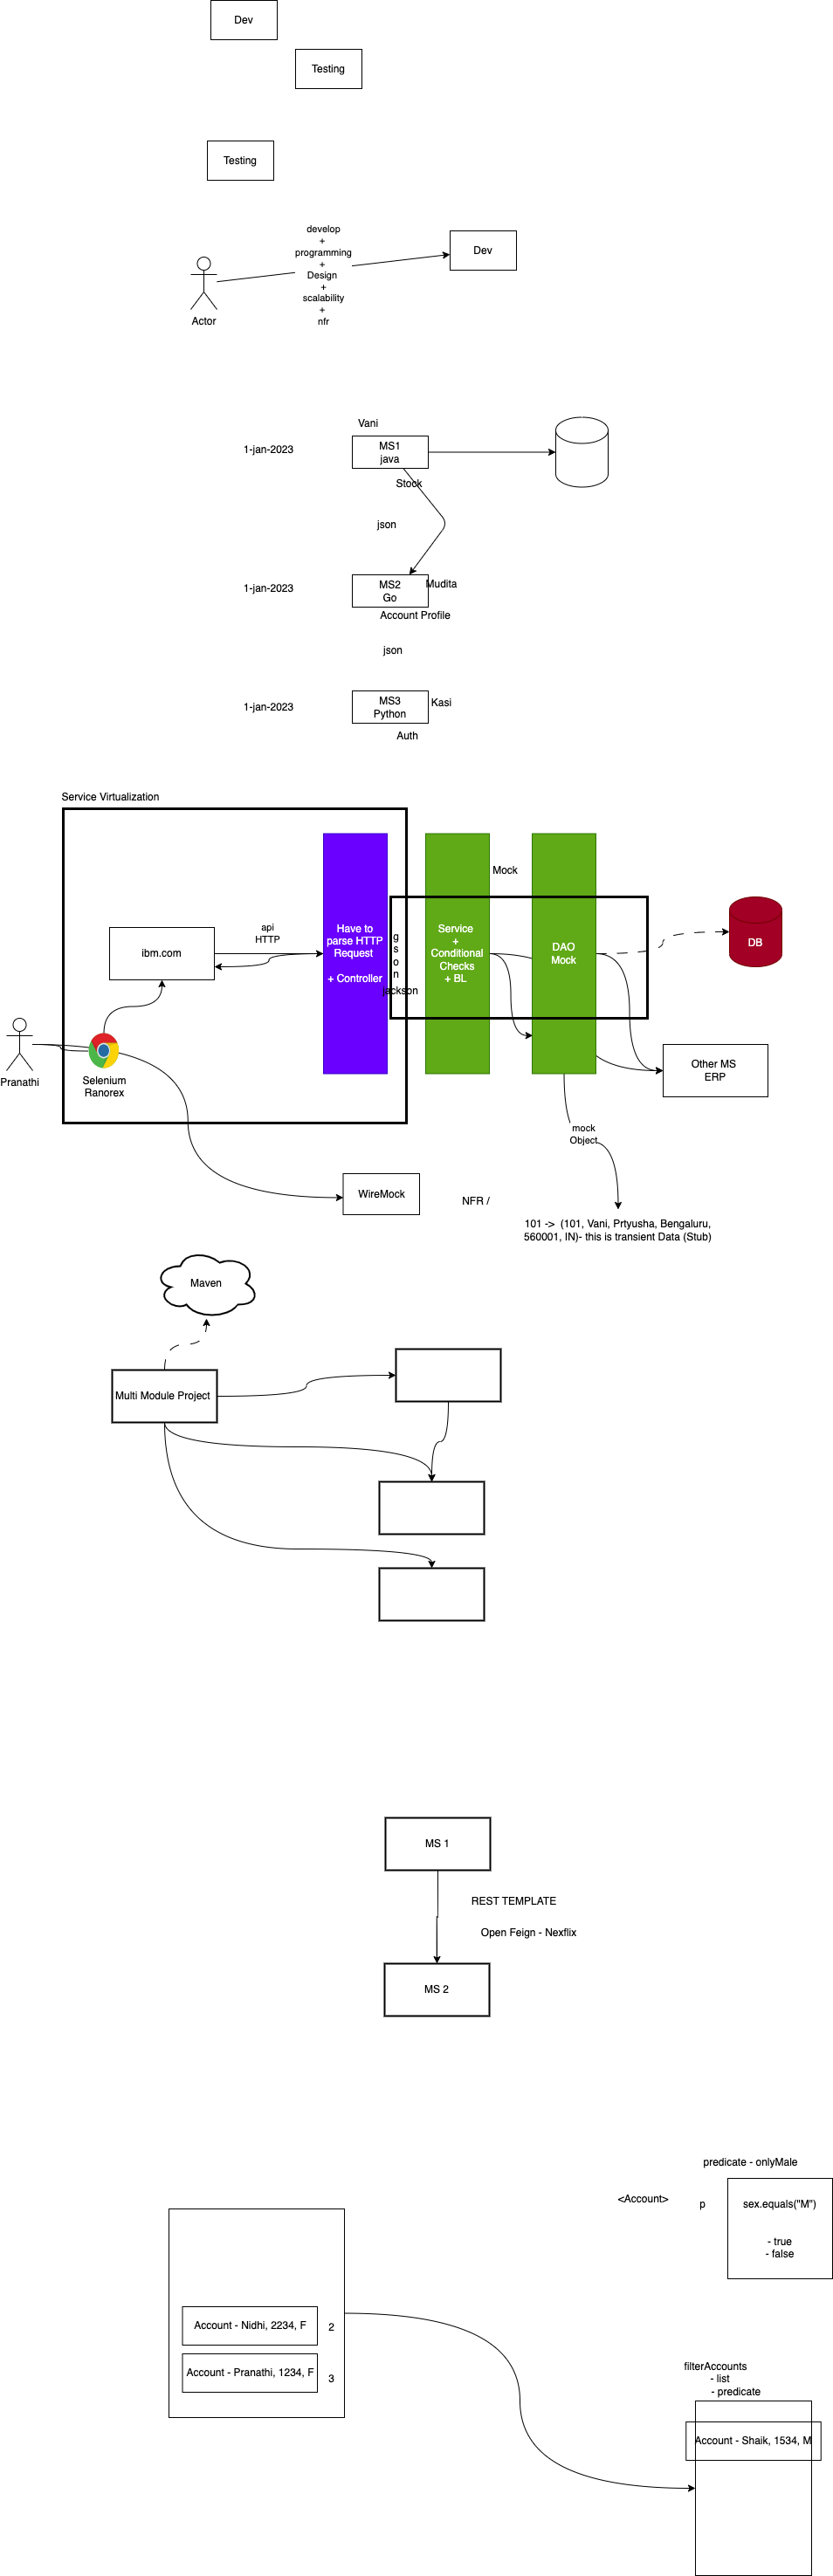 Dev
Testing
Testing
develop
+
programming
+
Design
+
scalability
+
nfr
Dev
Actor
Vani
1-jan-2023
MS1
java
Stock
json
1-jan-2023
MS2
Go
Mudita
Account Profile
json
1-jan-2023
MS3
Python
Kasi
Auth
Service Virtualization
Mock
ibm.com
api
HTTP
Have to
parse HTTP
Request
+ Controller
g
s
o
n
jackson
Service
+
Conditional
Checks
+ BL
DAO
Mock
DB
Pranathi
Selenium
Ranorex
Other MS
ERP
mock
Object
WireMock
NFR /
101 -> (101, Vani, Prtyusha, Bengaluru,
560001, IN)- this is transient Data (Stub)
Maven
Multi Module Project
MS 1
REST TEMPLATE
Open Feign - Nexflix
MS 2
predicate - onlyMale
<Account>
p
sex.equals("M")
- true
- false
Account - Nidhi, 2234, F
2
Account - Pranathi, 1234, F
3
filterAccounts
- list
- predicate
Account - Shaik, 1534, M